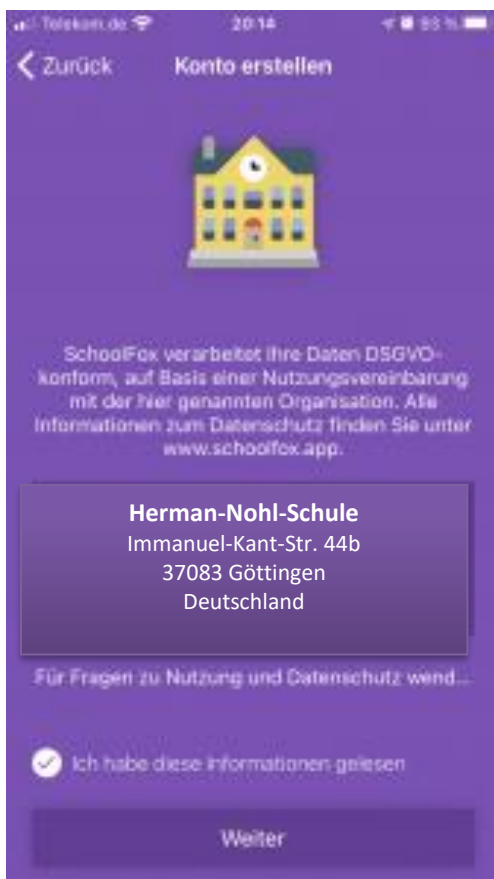 Telekom.de 20:14 93 %
Zurück Konto erstellen
SchoolFox verarbeitet Ihre Daten DSGVO-
konform, auf Basis einer Nutzungsvereinbarung
mit der hier genannten Organisation. Alle
Informationen zum Datenschutz finden Sie unter
www.schoolfox.app.
Herman-Nohl-Schule
Immanuel-Kant-Str. 44b
37083 Göttingen
Deutschland
Für Fragen zu Nutzung und Datenschutz wend...
Ich habe diese Informationen gelesen
Weiter